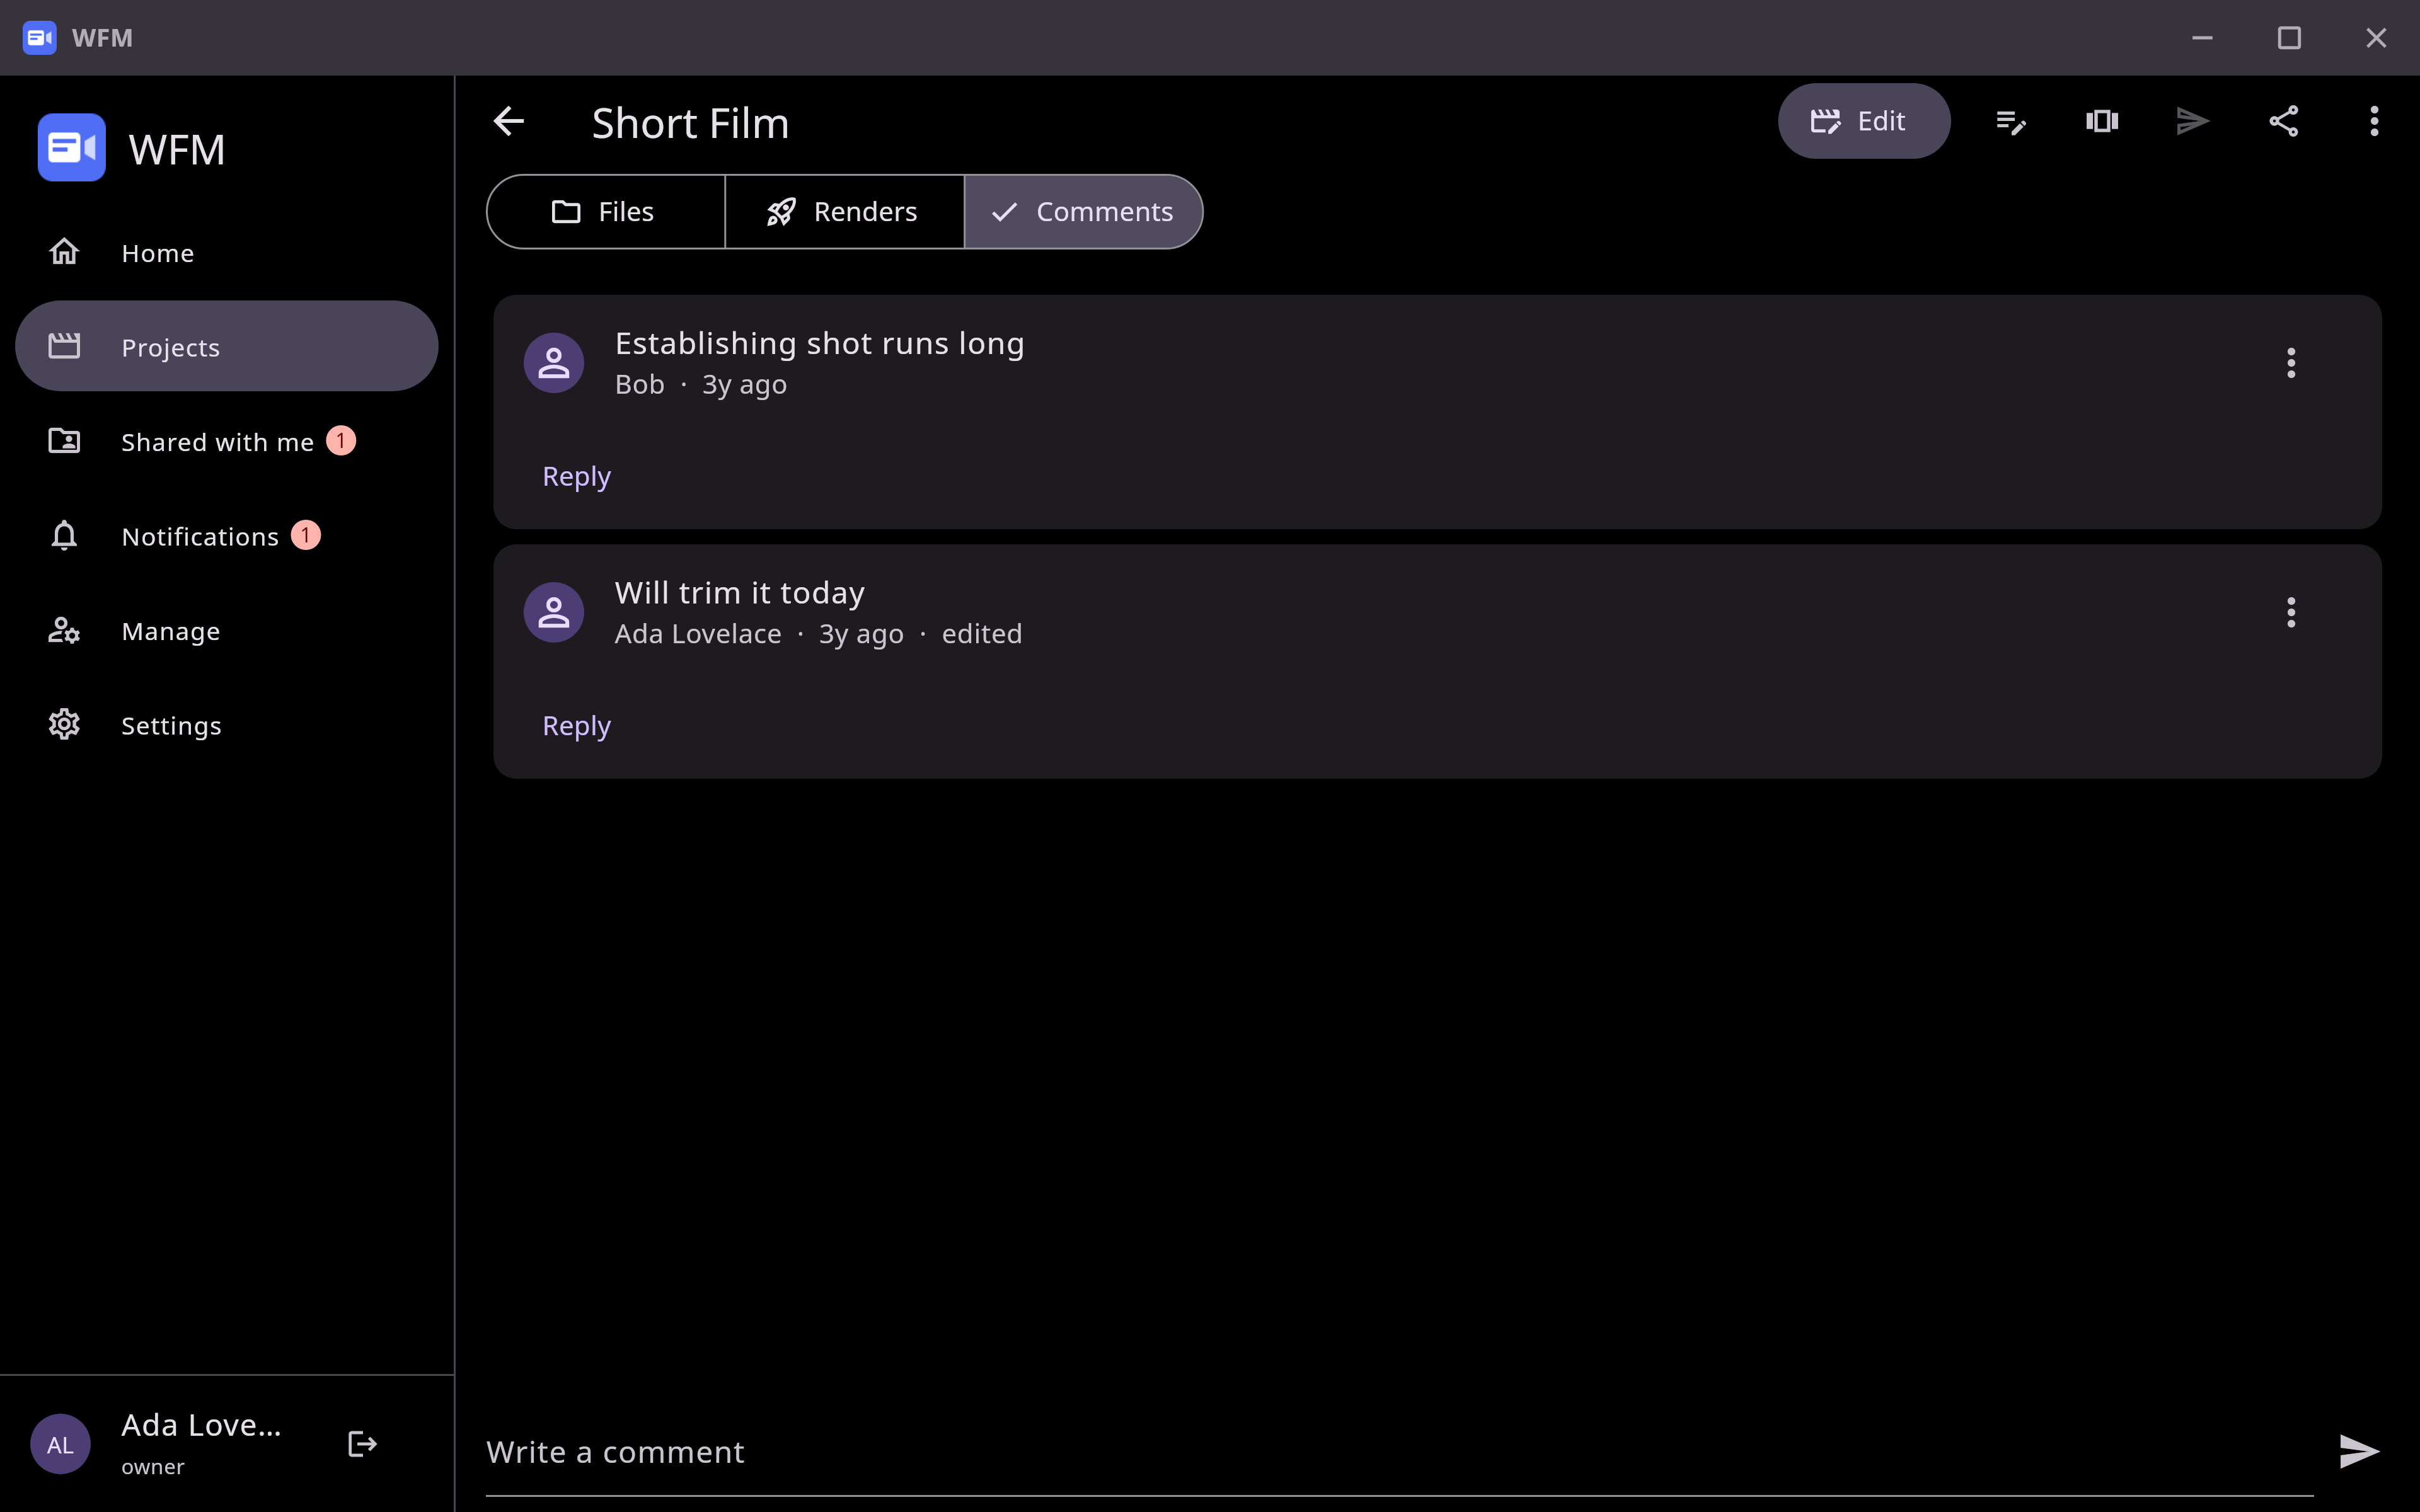 WFM
WFM
Home
Projects
Shared with me 1
Notifications 1
Manage
Settings
AL
Ada Love...
owner
Short Film
Edit
Files
Renders
Comments
Establishing shot runs long
Bob · 3y ago
Reply
Will trim it today
Ada Lovelace · 3y ago · edited
Reply
Write a comment